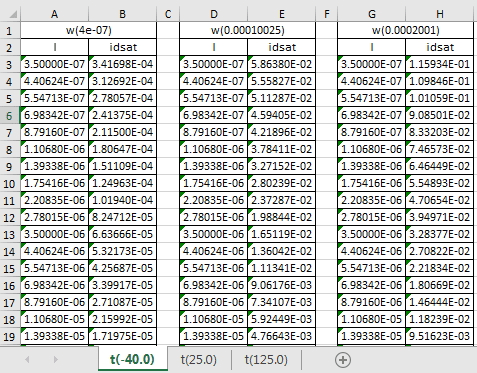 A B C D E F G H
1 w(4e-07) w(0.00010025) w(0.0002001)
2 l idsat l idsat l idsat
3 3.50000E-07 3.41698E-04 3.50000E-07 5.86380E-02 3.50000E-07 1.15934E-01
4 4.40624E-07 3.12692E-04 4.40624E-07 5.55827E-02 4.40624E-07 1.09846E-01
5 5.54713E-07 2.78057E-04 5.54713E-07 5.11287E-02 5.54713E-07 1.01059E-01
6 6.98342E-07 2.41375E-04 6.98342E-07 4.59405E-02 6.98342E-07 9.08501E-02
7 8.79160E-07 2.11500E-04 8.79160E-07 4.21896E-02 8.79160E-07 8.33203E-02
8 1.10680E-06 1.80647E-04 1.10680E-06 3.78411E-02 1.10680E-06 7.46573E-02
9 1.39338E-06 1.51109E-04 1.39338E-06 3.27152E-02 1.39338E-06 6.46449E-02
10 1.75416E-06 1.24963E-04 1.75416E-06 2.80239E-02 1.75416E-06 5.54893E-02
11 2.20835E-06 1.01940E-04 2.20835E-06 2.37287E-02 2.20835E-06 4.70654E-02
12 2.78015E-06 8.24712E-05 2.78015E-06 1.98844E-02 2.78015E-06 3.94971E-02
13 3.50000E-06 6.63666E-05 3.50000E-06 1.65119E-02 3.50000E-06 3.28377E-02
14 4.40624E-06 5.32173E-05 4.40624E-06 1.36042E-02 4.40624E-06 2.70822E-02
15 5.54713E-06 4.25687E-05 5.54713E-06 1.11341E-02 5.54713E-06 2.21834E-02
16 6.98342E-06 3.39917E-05 6.98342E-06 9.06176E-03 6.98342E-06 1.80669E-02
17 8.79160E-06 2.71087E-05 8.79160E-06 7.34107E-03 8.79160E-06 1.46444E-02
18 1.10680E-05 2.15992E-05 1.10680E-05 5.92449E-03 1.10680E-05 1.18239E-02
19 1.39338E-05 1.71975E-05 1.39338E-05 4.76643E-03 1.39338E-05 9.51623E-03
t(-40.0) t(25.0) t(125.0)